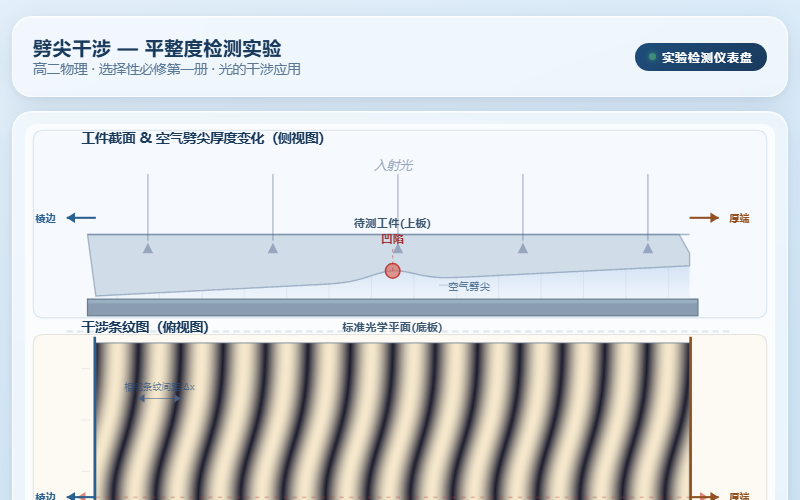 劈尖干涉 — 平整度检测实验
高二物理 · 选择性必修第一册 · 光的干涉应用
实验检测仪表盘
工件截面 & 空气劈尖厚度变化（侧视图）
入射光
棱边
待测工件(上板)
厚端
凹陷
空气劈尖
干涉条纹图（俯视图）
标准光学平面(底板)
条纹间 Δx
棱边
厚端